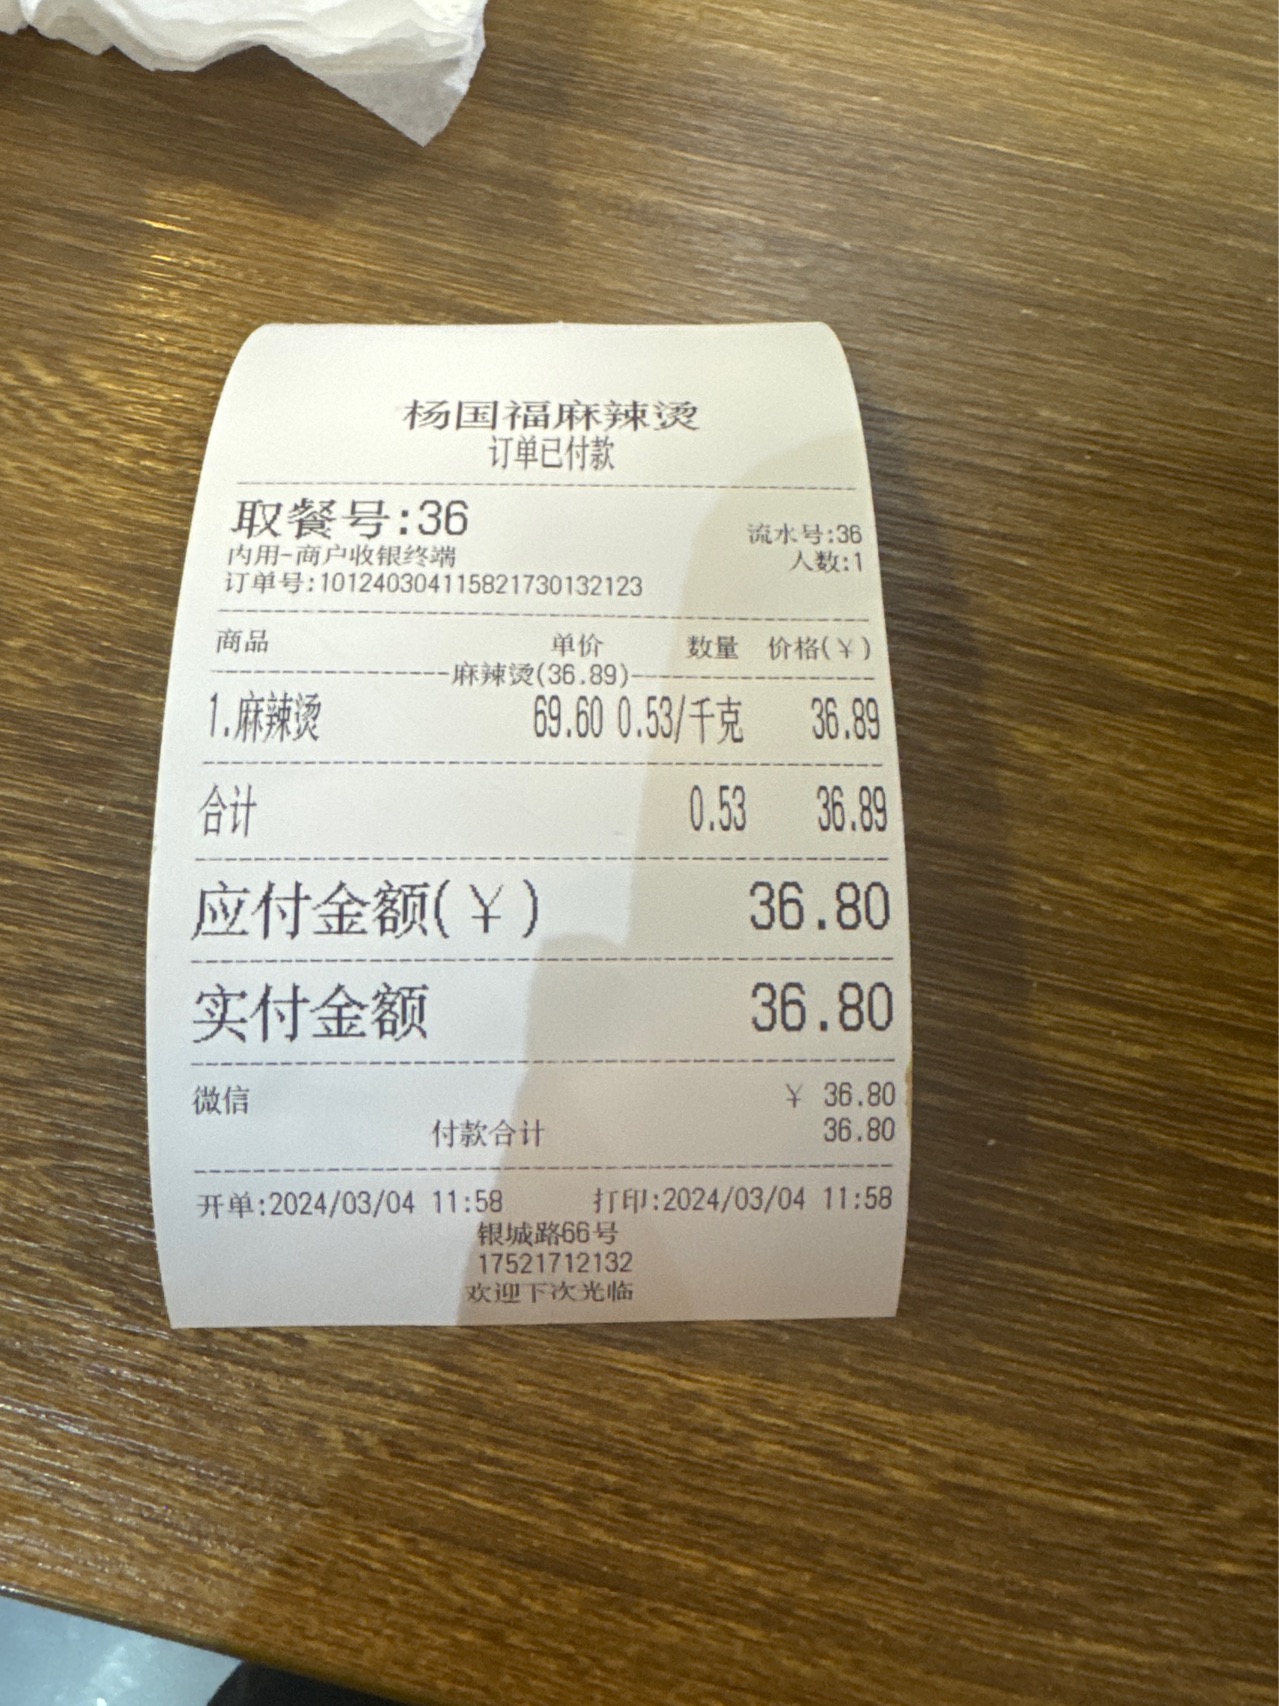 杨国福麻辣烫
订单已付款
取餐号:36
流水号:36
内用-商户收银终端
人数:1
订单号:101240304115821730132123
商品 单价 数量 价格(¥)
麻辣烫(36.89)
1.麻辣烫 69.60 0.53/千克 36.89
合计 0.53 36.89
应付金额(¥) 36.80
实付金额 36.80
微信 ¥ 36.80
付款合计 36.80
开单:2024/03/04 11:58 打印:2024/03/04 11:58
银城路66号
17521712132
欢迎下次光临